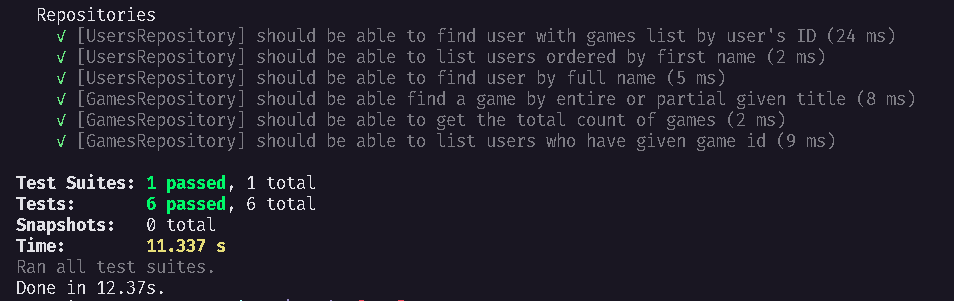 Repositories
✓ [UsersRepository] should be able to find user with games list by user's ID (24 ms)
✓ [UsersRepository] should be able to list users ordered by first name (2 ms)
✓ [UsersRepository] should be able to find user by full name (5 ms)
✓ [GamesRepository] should be able find a game by entire or partial given title (8 ms)
✓ [GamesRepository] should be able to get the total count of games (2 ms)
✓ [GamesRepository] should be able to list users who have given game id (9 ms)
Test Suites: 1 passed, 1 total
Tests: 6 passed, 6 total
Snapshots: 0 total
Time: 11.337 s
Ran all test suites.
Done in 12.37s.